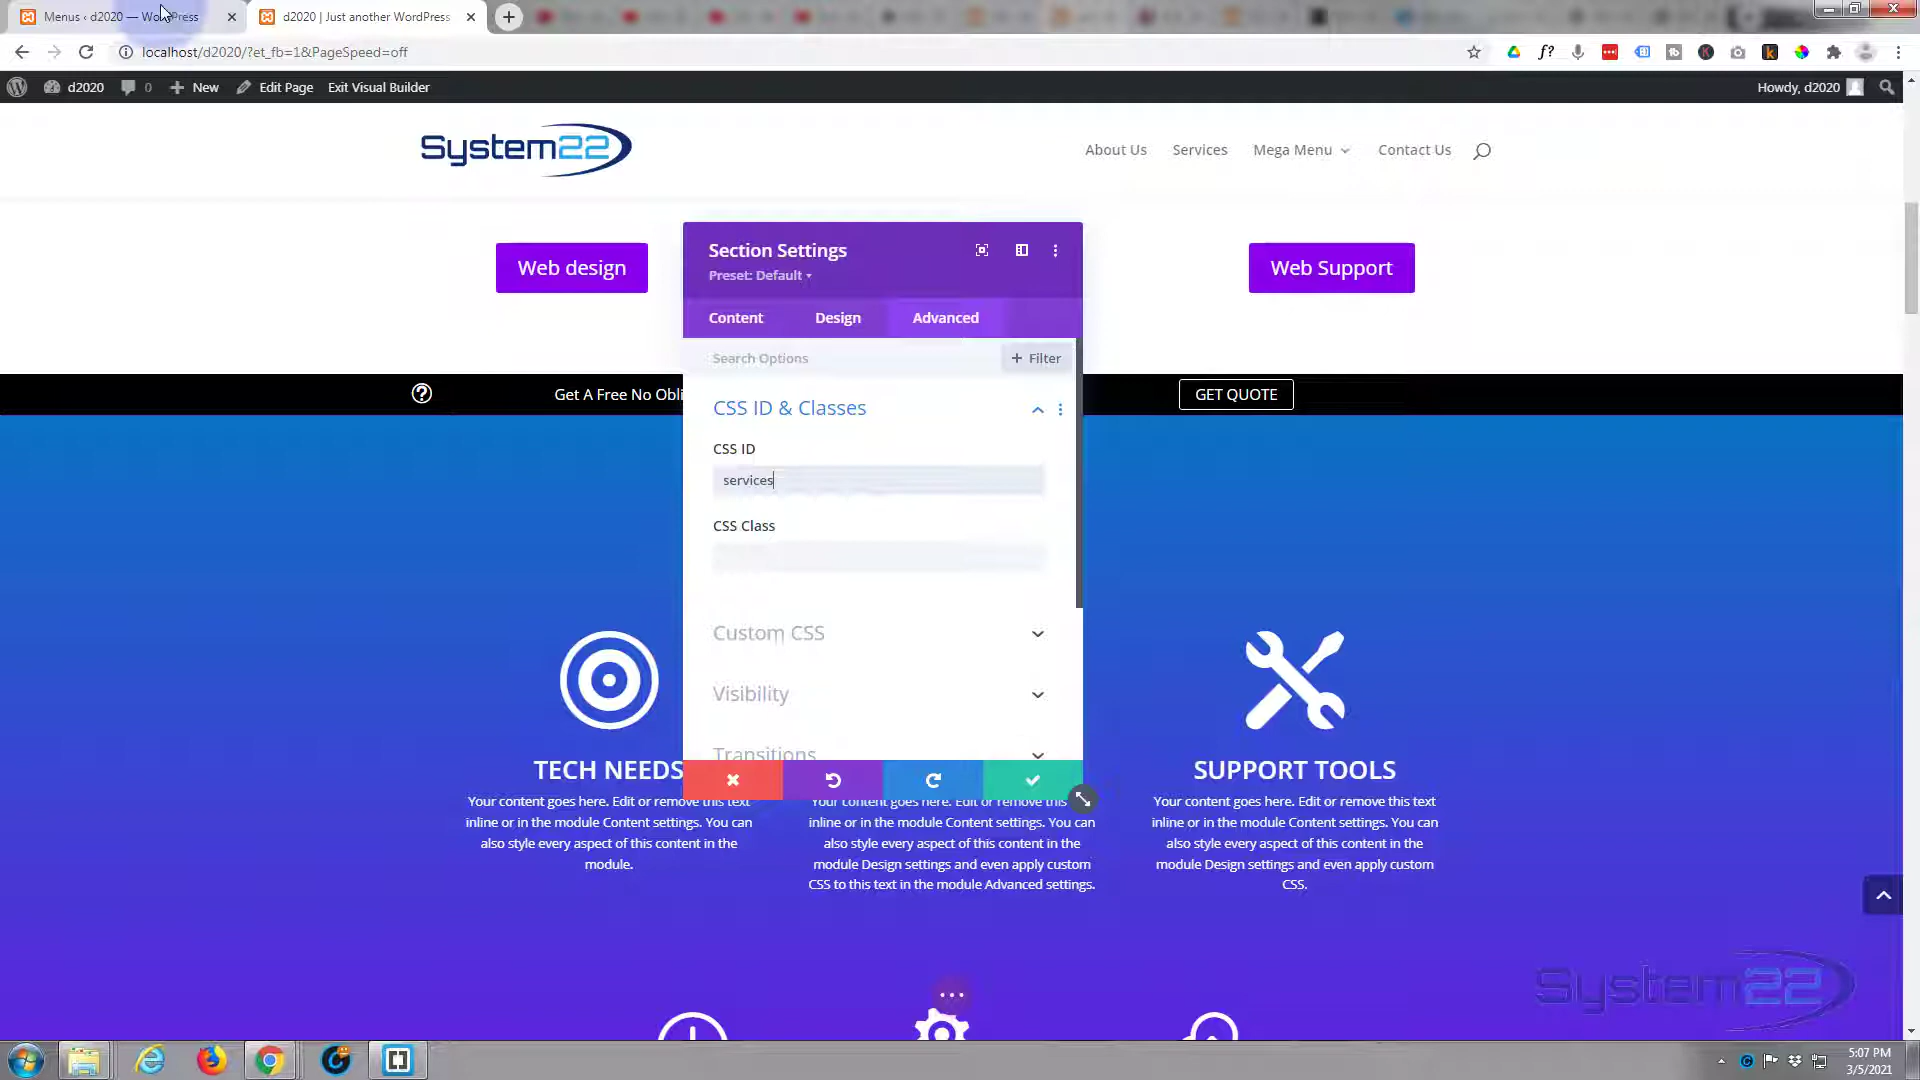 Menus ‹ d2020 — WordPress
d2020 | Just another WordPress
localhost/d2020/?et_fb=1&PageSpeed=off
d2020
0
New
Edit Page
Exit Visual Builder
Howdy, d2020
System22
About Us
Services
Mega Menu
Contact Us
Web design
Web Support
Section Settings
Preset: Default
Content
Design
Advanced
Search Options
+ Filter
Get A Free No Obli
GET QUOTE
CSS ID & Classes
CSS ID
services
CSS Class
Custom CSS
Visibility
Transitions
TECH NEEDS
Your content goes here. Edit or remove this text
inline or in the module Content settings. You can
also style every aspect of this content in the
module.
Your content goes here. Edit or remove this
inline or in the module Content settings. You can
also style every aspect of this content in the
module Design settings and even apply custom
CSS to this text in the module Advanced settings.
SUPPORT TOOLS
Your content goes here. Edit or remove this text
inline or in the module Content settings. You can
also style every aspect of this content in the
module Design settings and even apply custom
CSS.
System22
5:07 PM
3/5/2021